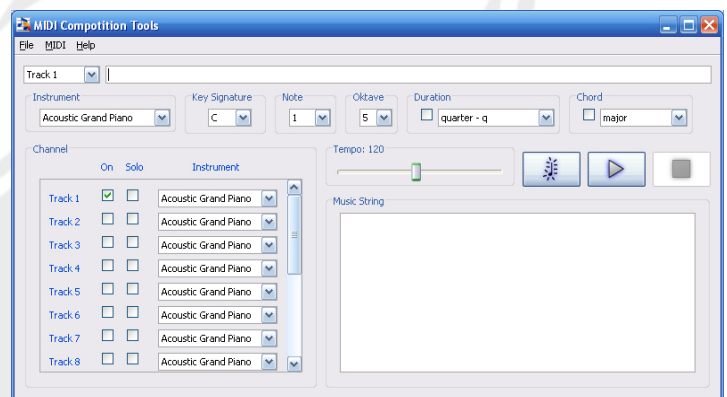 MIDI Compotition Tools
File MIDI Help
Track 1
Instrument Key Signature Note Oktave Duration Chord
Acoustic Grand Piano C 1 5 quarter - q major
Channel Tempo: 120
On Solo Instrument
Track 1 Acoustic Grand Piano
Music String
Track 2 Acoustic Grand Piano
Track 3 Acoustic Grand Piano
Track 4 Acoustic Grand Piano
Track 5 Acoustic Grand Piano
Track 6 Acoustic Grand Piano
Track 7 Acoustic Grand Piano
Track 8 Acoustic Grand Piano